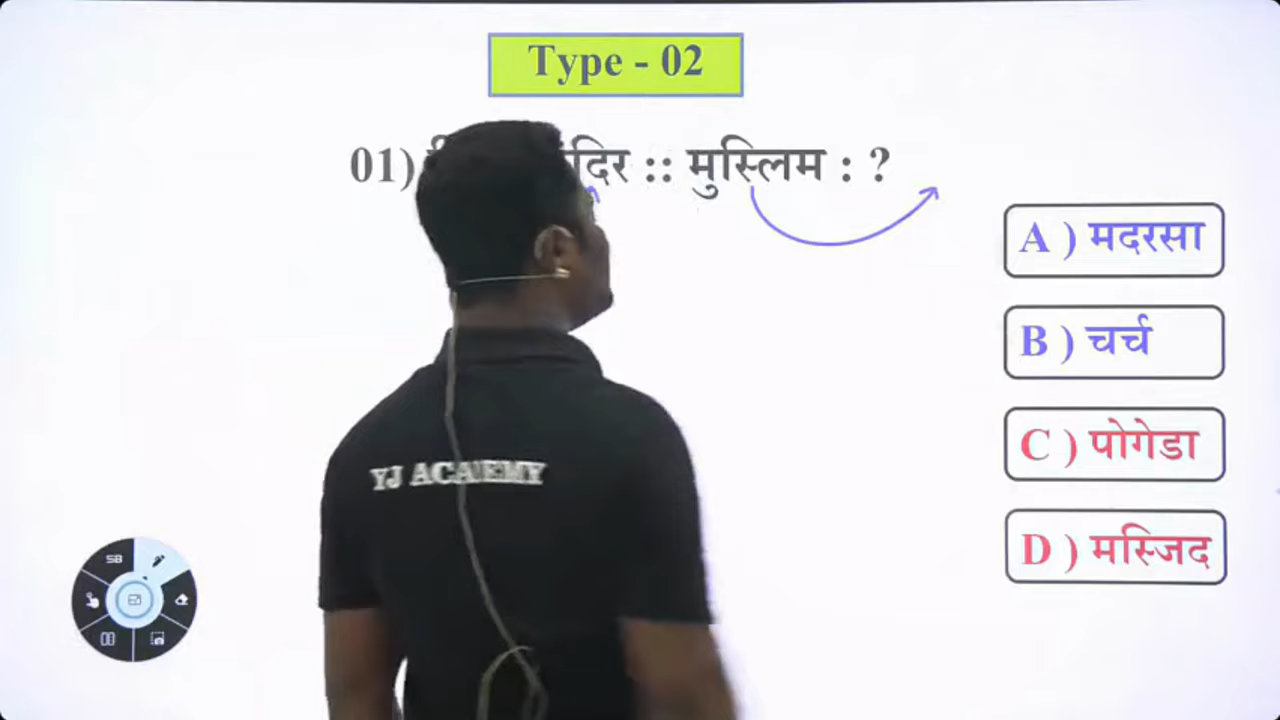 Type - 02
01) :: मुस्लिम : ?
A ) मदरसा
B ) चर्च
C ) पोगेडा
D ) मस्जिद
YJ ACADEMY
SB